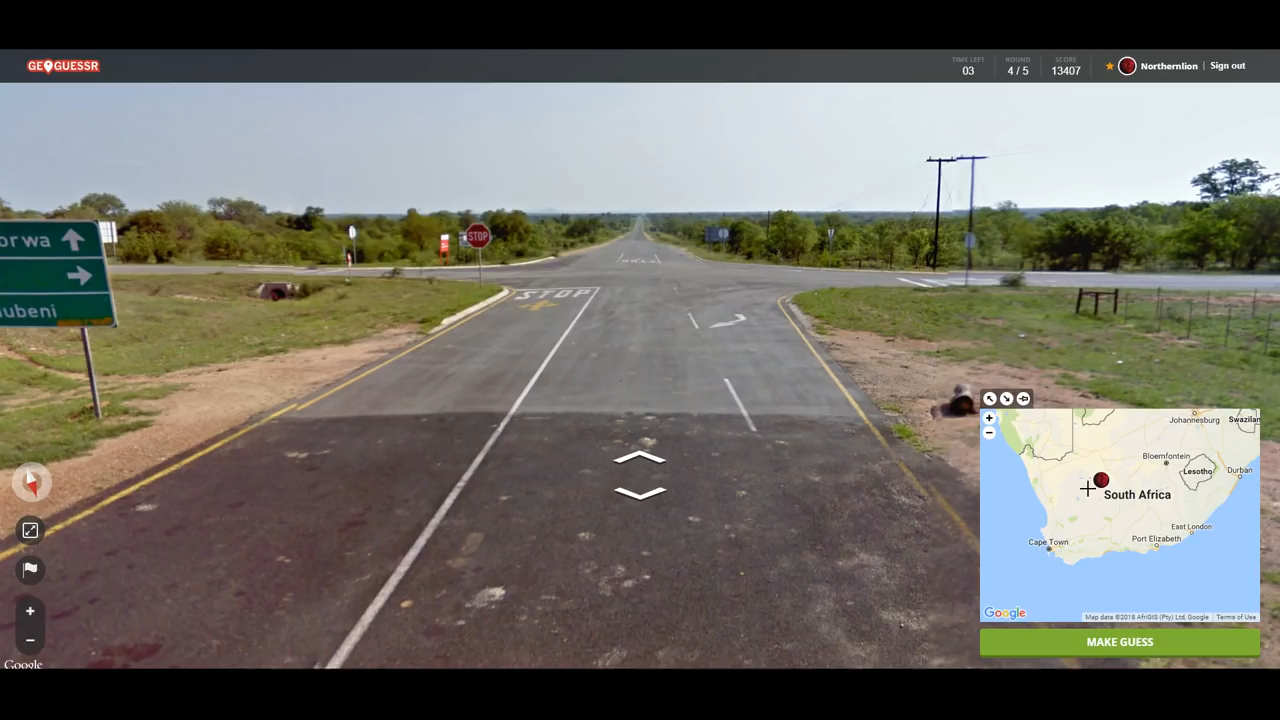 GEOGUESSR
TIME LEFT
03
ROUND
4 / 5
SCORE
13407
Northernlion
Sign out
orwa
ubeni
STOP
STOP
+
−
Google
+
−
Johannesburg
Swazilan
Bloemfontein
Lesotho
Durban
South Africa
East London
Cape Town
Port Elizabeth
Google
Map data ©2018 AfriGIS (Pty) Ltd, Google
Terms of Use
MAKE GUESS